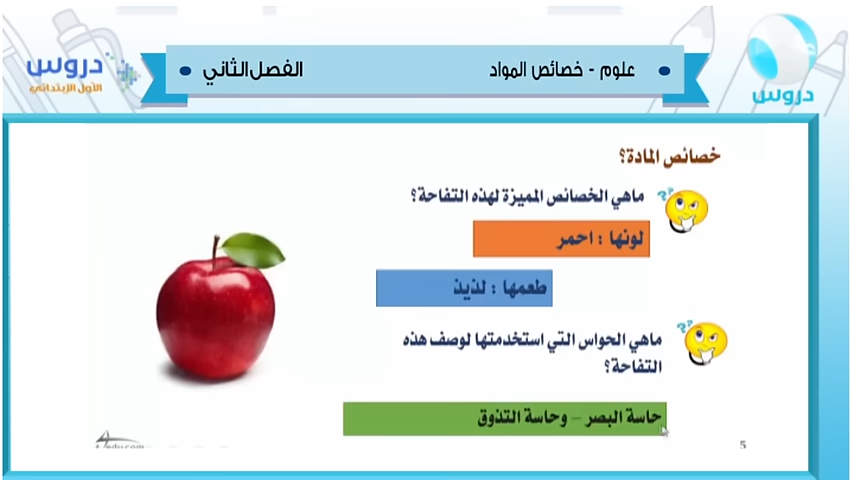 علوم - خصائص المواد
الفصل الثاني
دروس
دروس
الأول الإبتدائي
خصائص المادة؟
ماهي الخصائص المميزة لهذه التفاحة؟
لونها : احمر
طعمها : لذيذ
ماهي الحواس التي استخدمتها لوصف هذه
التفاحة؟
حاسة البصر – وحاسة التذوق
5